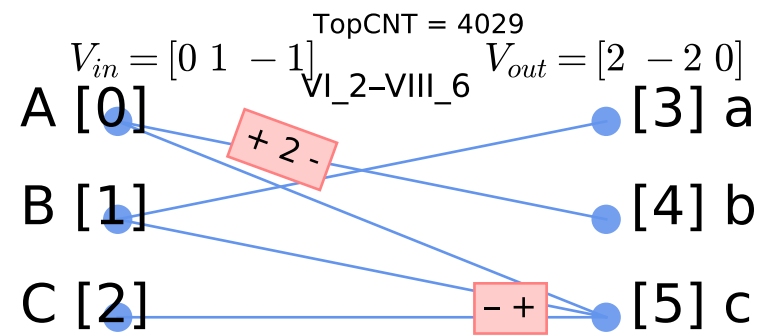 TopCNT = 4029
V_in = [0 1 −1]
V_out = [2 −2 0]
VI_2–VIII_6
A [0]
[3] a
+ 2 -
B [1]
[4] b
C [2]
– +
[5] c